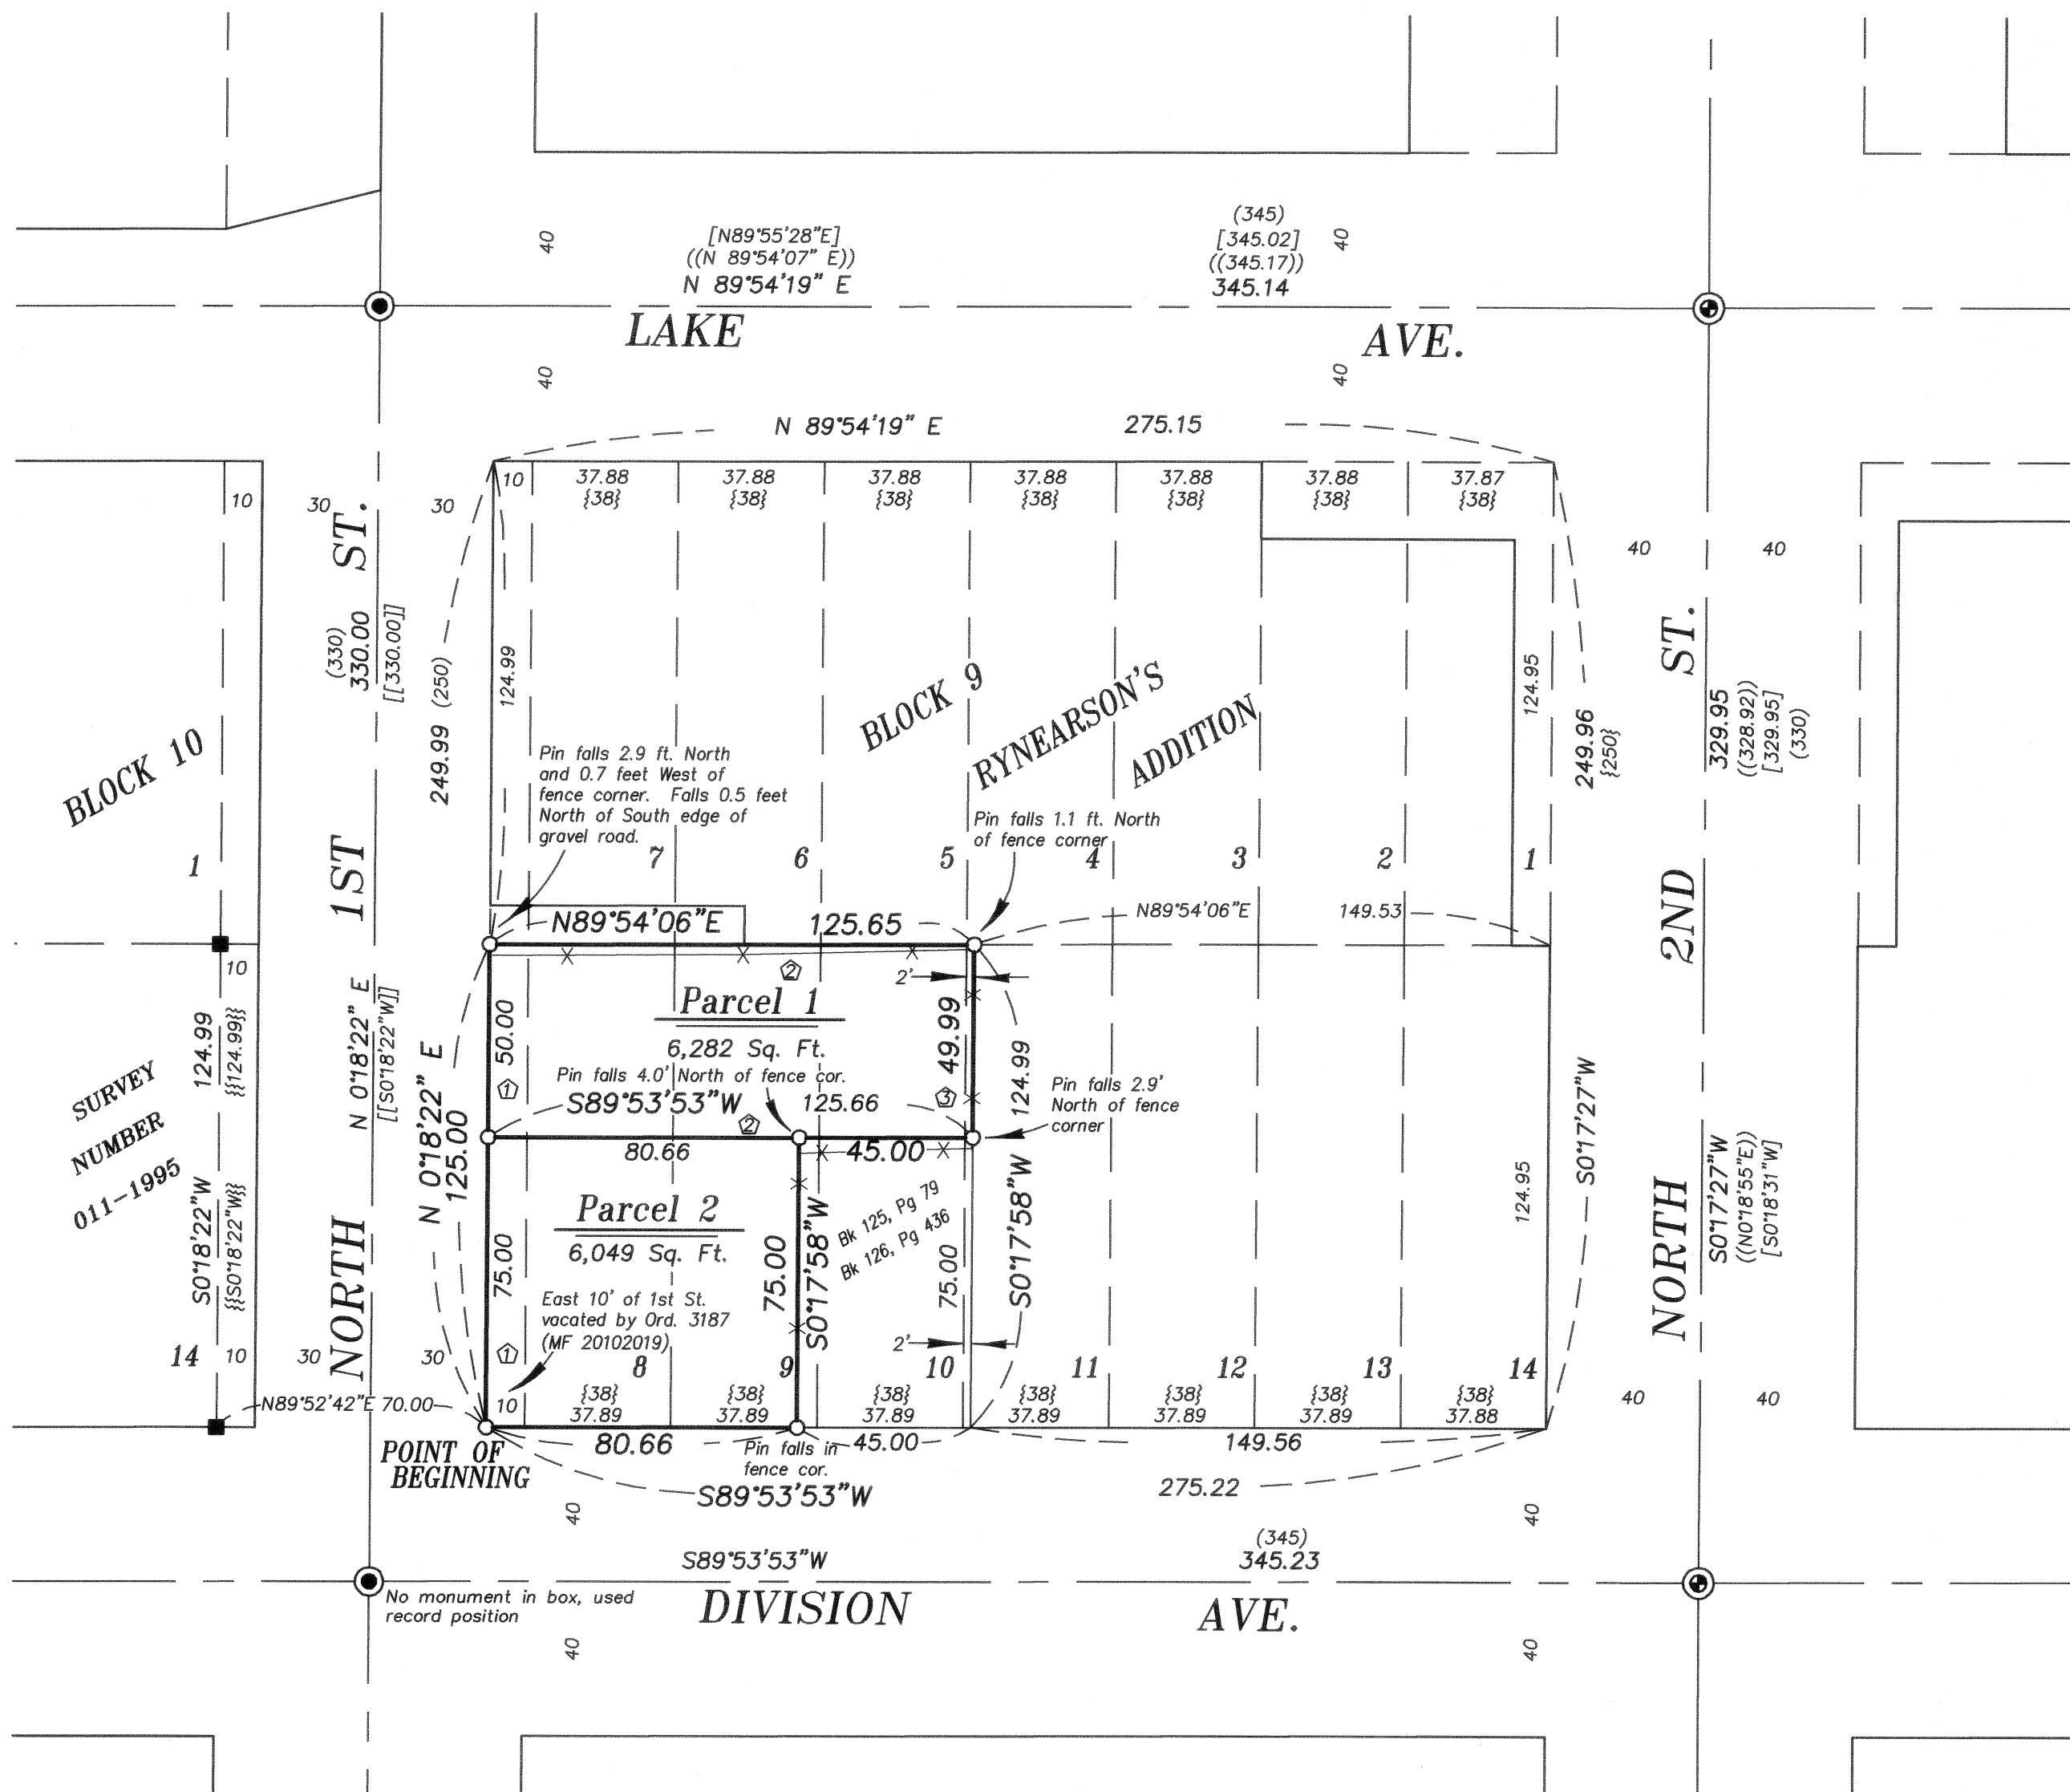 (345)
[N89°55'28"E]
[345.02]
((N 89°54'07" E))
((345.17))
N 89°54'19" E
345.14
40
40
LAKE
AVE.
40
40
N 89°54'19" E
275.15
10
30
30
10
37.88
37.88
37.88
37.88
37.88
37.88
37.87
{38}
{38}
{38}
{38}
{38}
{38}
{38}
40
40
NORTH 1ST ST.
(330)
330.00
[[330.00]]
249.99 (250)
124.99
124.95
249.96
{250}
NORTH 2ND ST.
329.95
((328.92))
[329.95]
(330)
BLOCK 9
RYNEARSON'S
ADDITION
BLOCK 10
Pin falls 2.9 ft. North
and 0.7 feet West of
fence corner. Falls 0.5 feet
North of South edge of
gravel road.
Pin falls 1.1 ft. North
of fence corner
1
7
6
5
4
3
2
1
N89°54'06"E
125.65
N89°54'06"E
149.53
10
2
2'
Parcel 1
6,282 Sq. Ft.
50.00
49.99
124.99
1
3
Pin falls 4.0' North of fence cor.
S89°53'53"W
125.66
2
Pin falls 2.9'
North of fence
corner
80.66
45.00
N 0°18'22" E
[[S0°18'22"W]]
N 0°18'22" E
125.00
124.99
}}124.99}}
S0°18'22"W
}}S0°18'22"W}}
SURVEY
NUMBER
011-1995
Parcel 2
6,049 Sq. Ft.
75.00
75.00
S0°17'58"W
Bk 125, Pg 79
Bk 126, Pg 436
75.00
S0°17'58"W
124.95
S0°17'27"W
S0°17'27"W
((N0°18'55"E))
[S0°18'31"W]
East 10' of 1st St.
vacated by Ord. 3187
(MF 20102019)
1
2'
14
10
30
30
8
9
10
11
12
13
14
{38}
{38}
{38}
{38}
{38}
{38}
{38}
N89°52'42"E 70.00
10
37.89
37.89
37.89
37.89
37.89
37.89
37.88
40
40
POINT OF
BEGINNING
80.66
Pin falls in
fence cor.
45.00
149.56
S89°53'53"W
275.22
40
40
S89°53'53"W
(345)
345.23
No monument in box, used
record position
DIVISION
AVE.
40
40